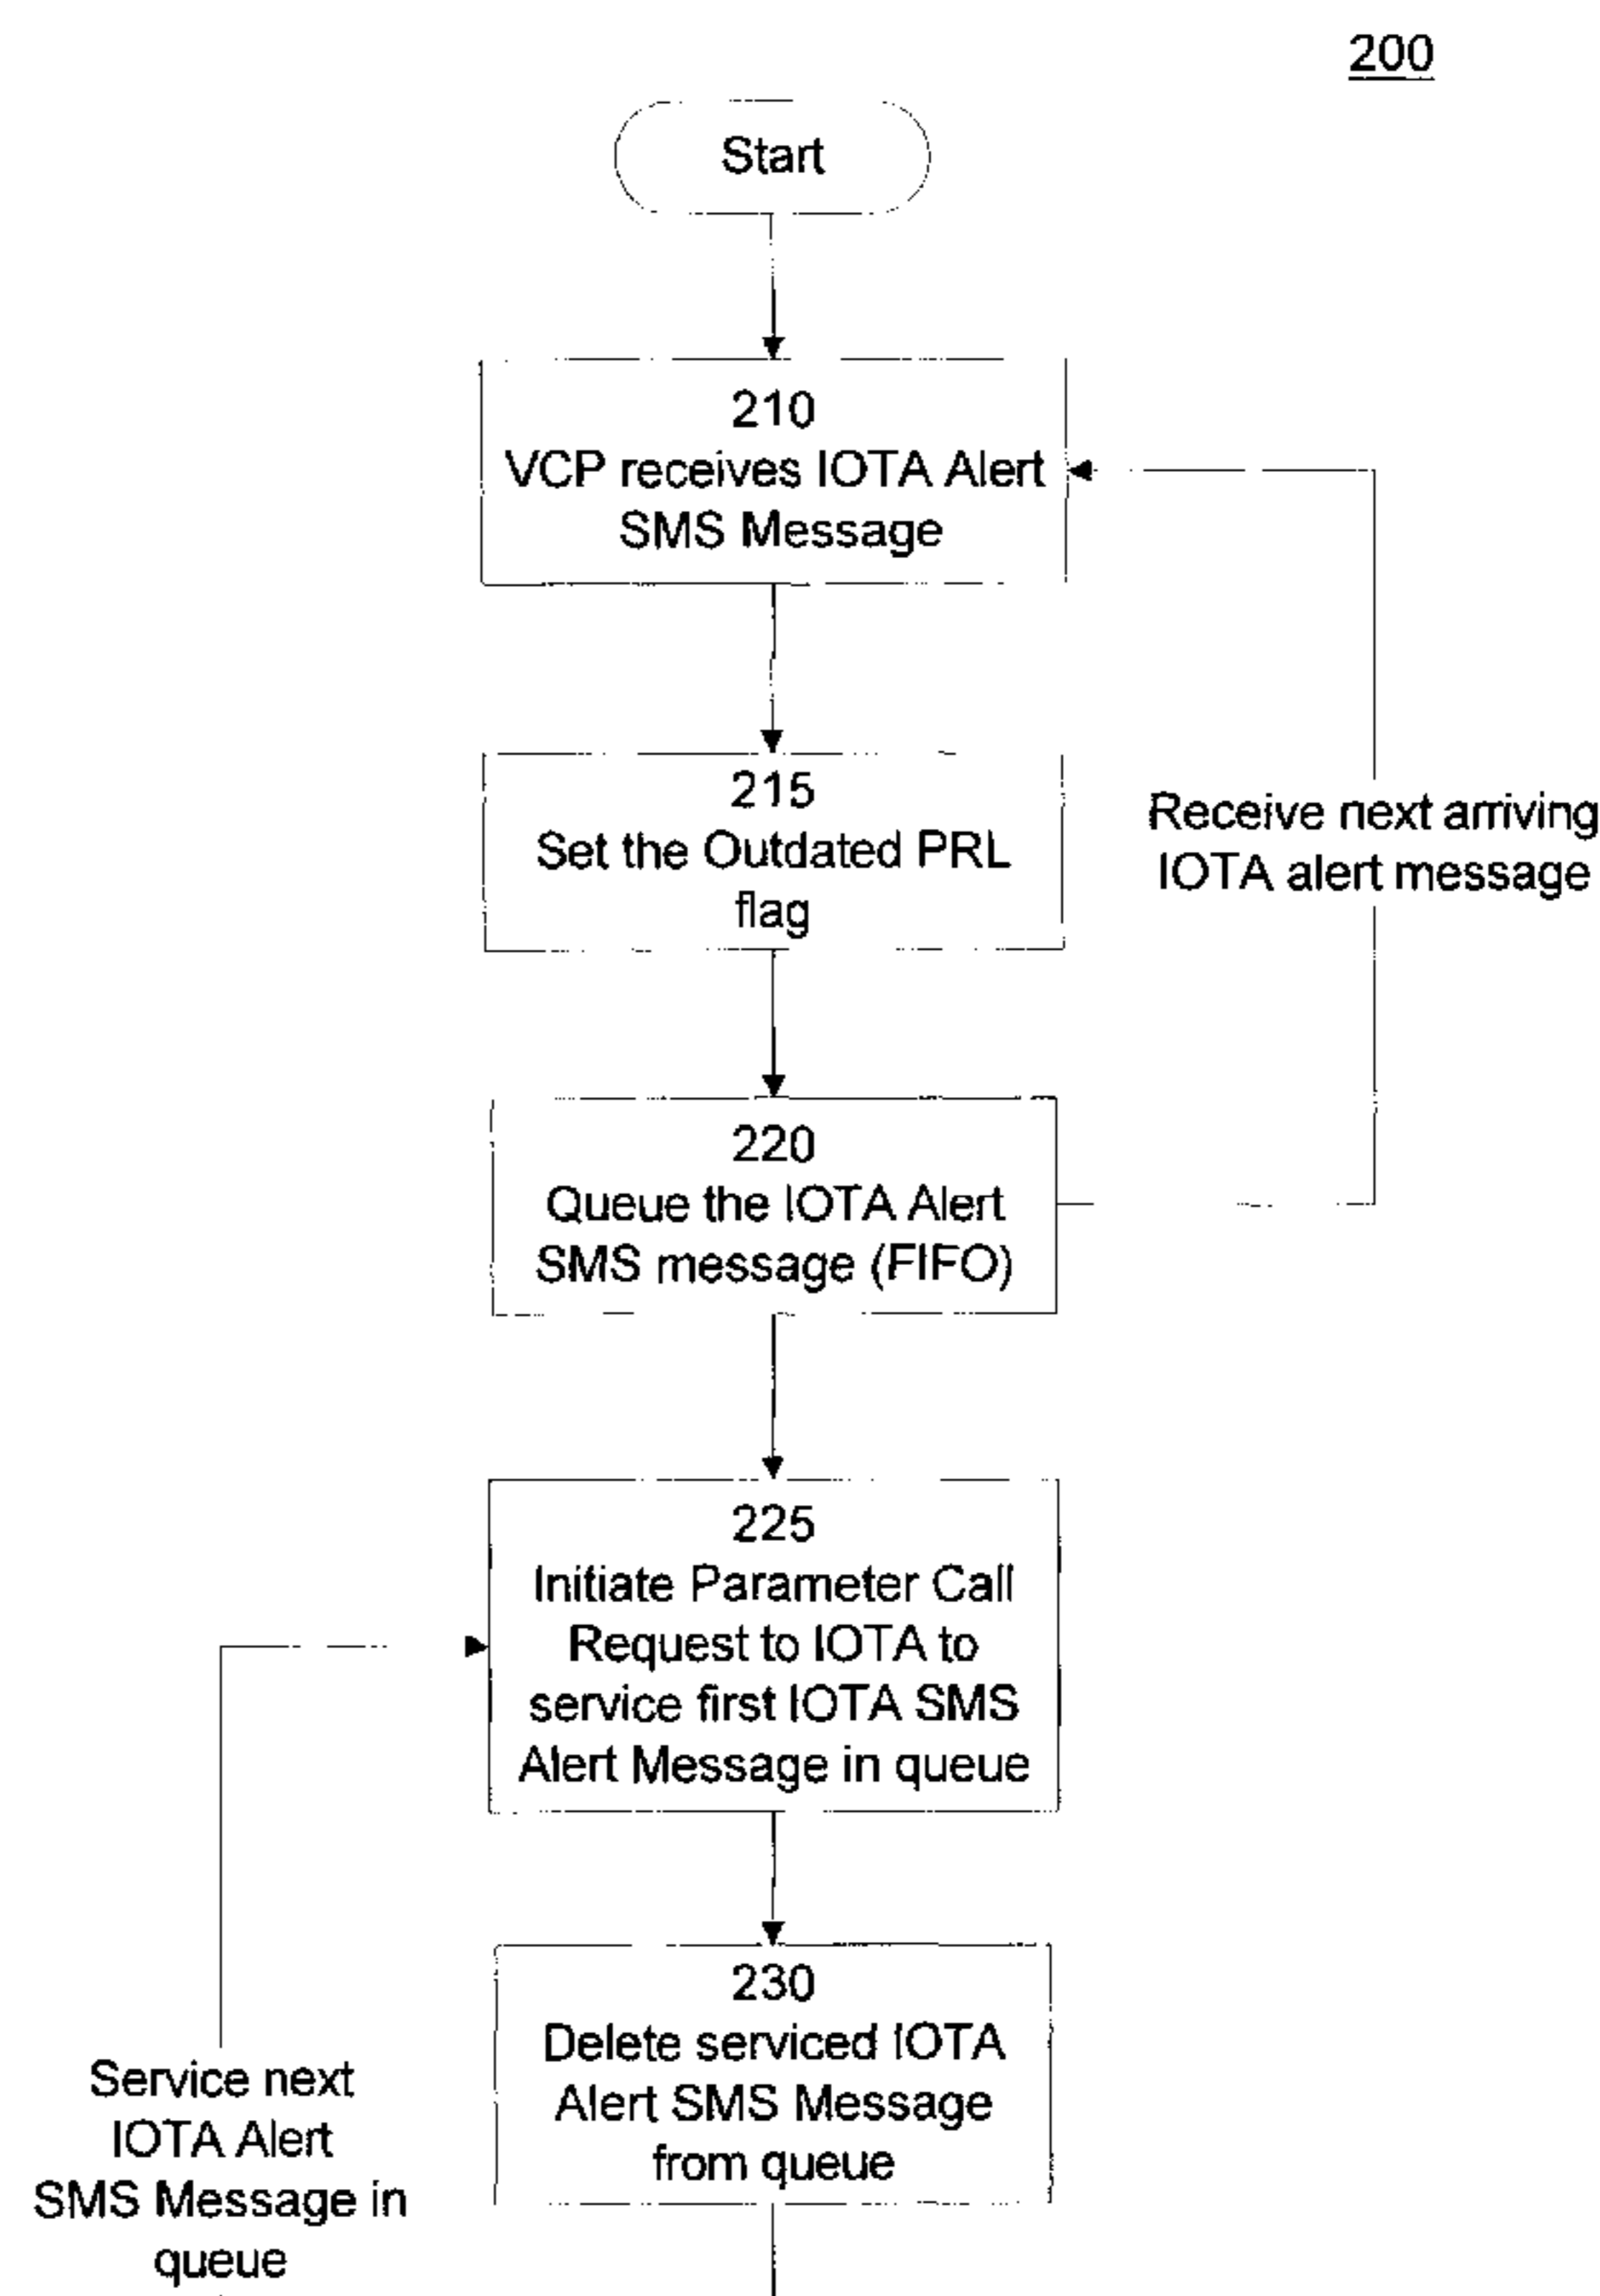 200
Start
210
VCP receives IOTA Alert
SMS Message
215
Set the Outdated PRL
flag
Receive next arriving
IOTA alert message
220
Queue the IOTA Alert
SMS message (FIFO)
225
Initiate Parameter Call
Request to IOTA to
service first IOTA SMS
Alert Message in queue
230
Delete serviced IOTA
Alert SMS Message
from queue
Service next
IOTA Alert
SMS Message in
queue